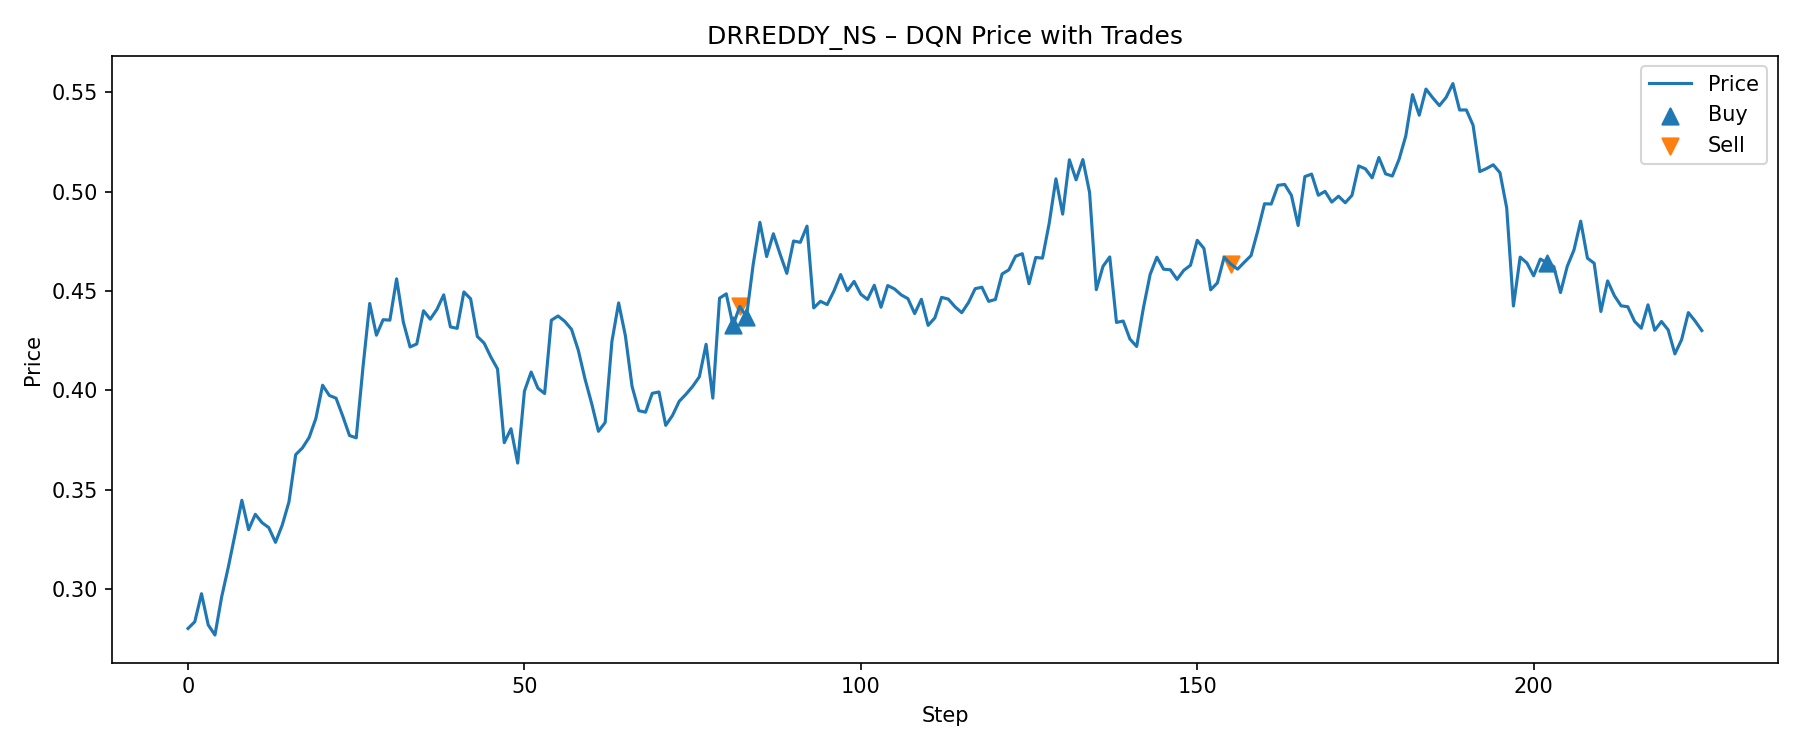 DRREDDY_NS – DQN Price with Trades
Price
Buy
Sell
0.55
0.50
0.45
0.40
0.35
0.30
Price
0
50
100
150
200
Step